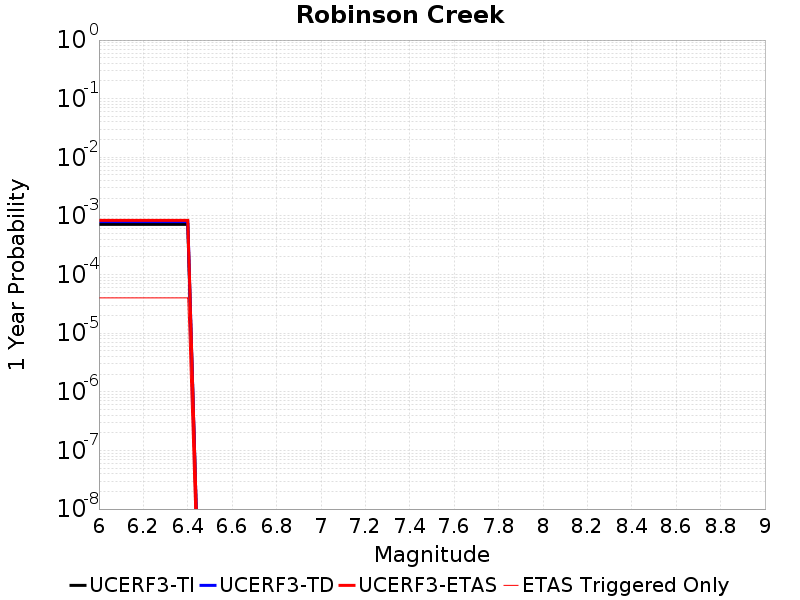 Robinson Creek
10^0
10^-1
10^-2
10^-3
10^-4
10^-5
10^-6
10^-7
10^-8
1 Year Probability
6 6.2 6.4 6.6 6.8 7 7.2 7.4 7.6 7.8 8 8.2 8.4 8.6 8.8 9
Magnitude
UCERF3-TI UCERF3-TD UCERF3-ETAS ETAS Triggered Only